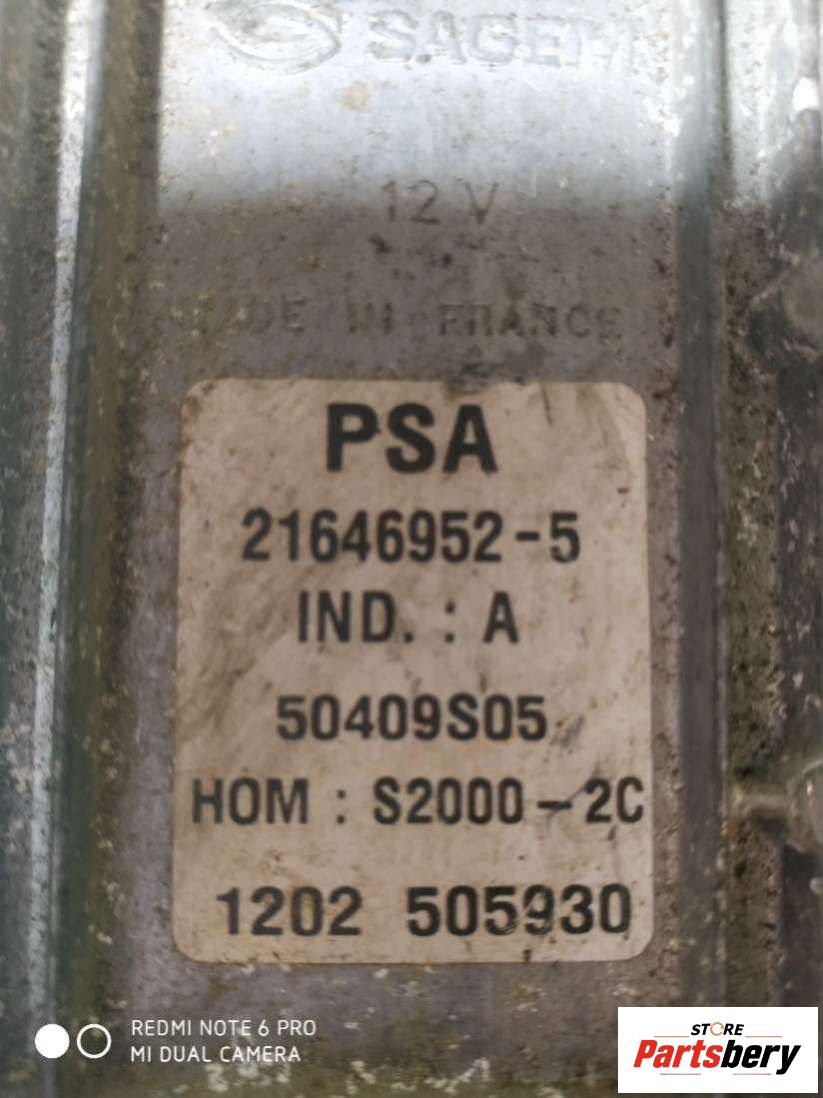 SAGEM
12 V
MADE IN FRANCE
PSA
21646952-5
IND. : A
50409S05
HOM : S2000-2C
1202 505930
REDMI NOTE 6 PRO
MI DUAL CAMERA
STORE
Partsbery